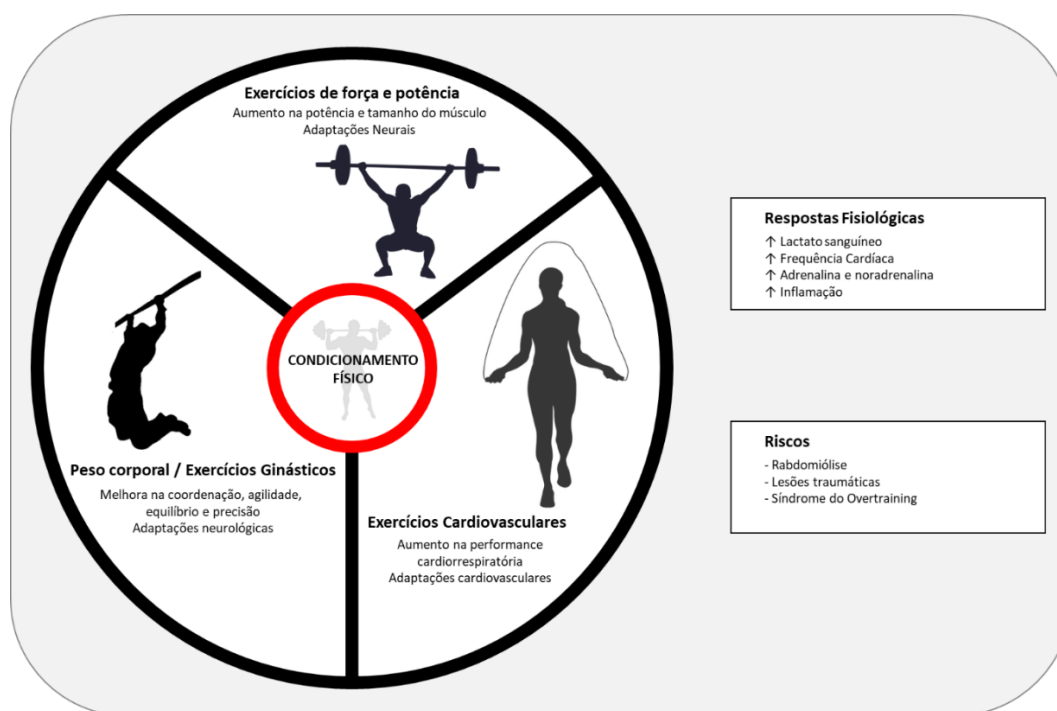 Exercícios de força e potência
Aumento na potência e tamanho do músculo
Adaptações Neurais
CONDICIONAMENTO
FÍSICO
Peso corporal / Exercícios Ginásticos
Melhora na coordenação, agilidade,
equilíbrio e precisão
Adaptações neurológicas
Exercícios Cardiovasculares
Aumento na performance
cardiorrespiratória
Adaptações cardiovasculares
Respostas Fisiológicas
↑ Lactato sanguíneo
↑ Frequência Cardíaca
↑ Adrenalina e noradrenalina
↑ Inflamação
Riscos
- Rabdomiólise
- Lesões traumáticas
- Síndrome do Overtraining